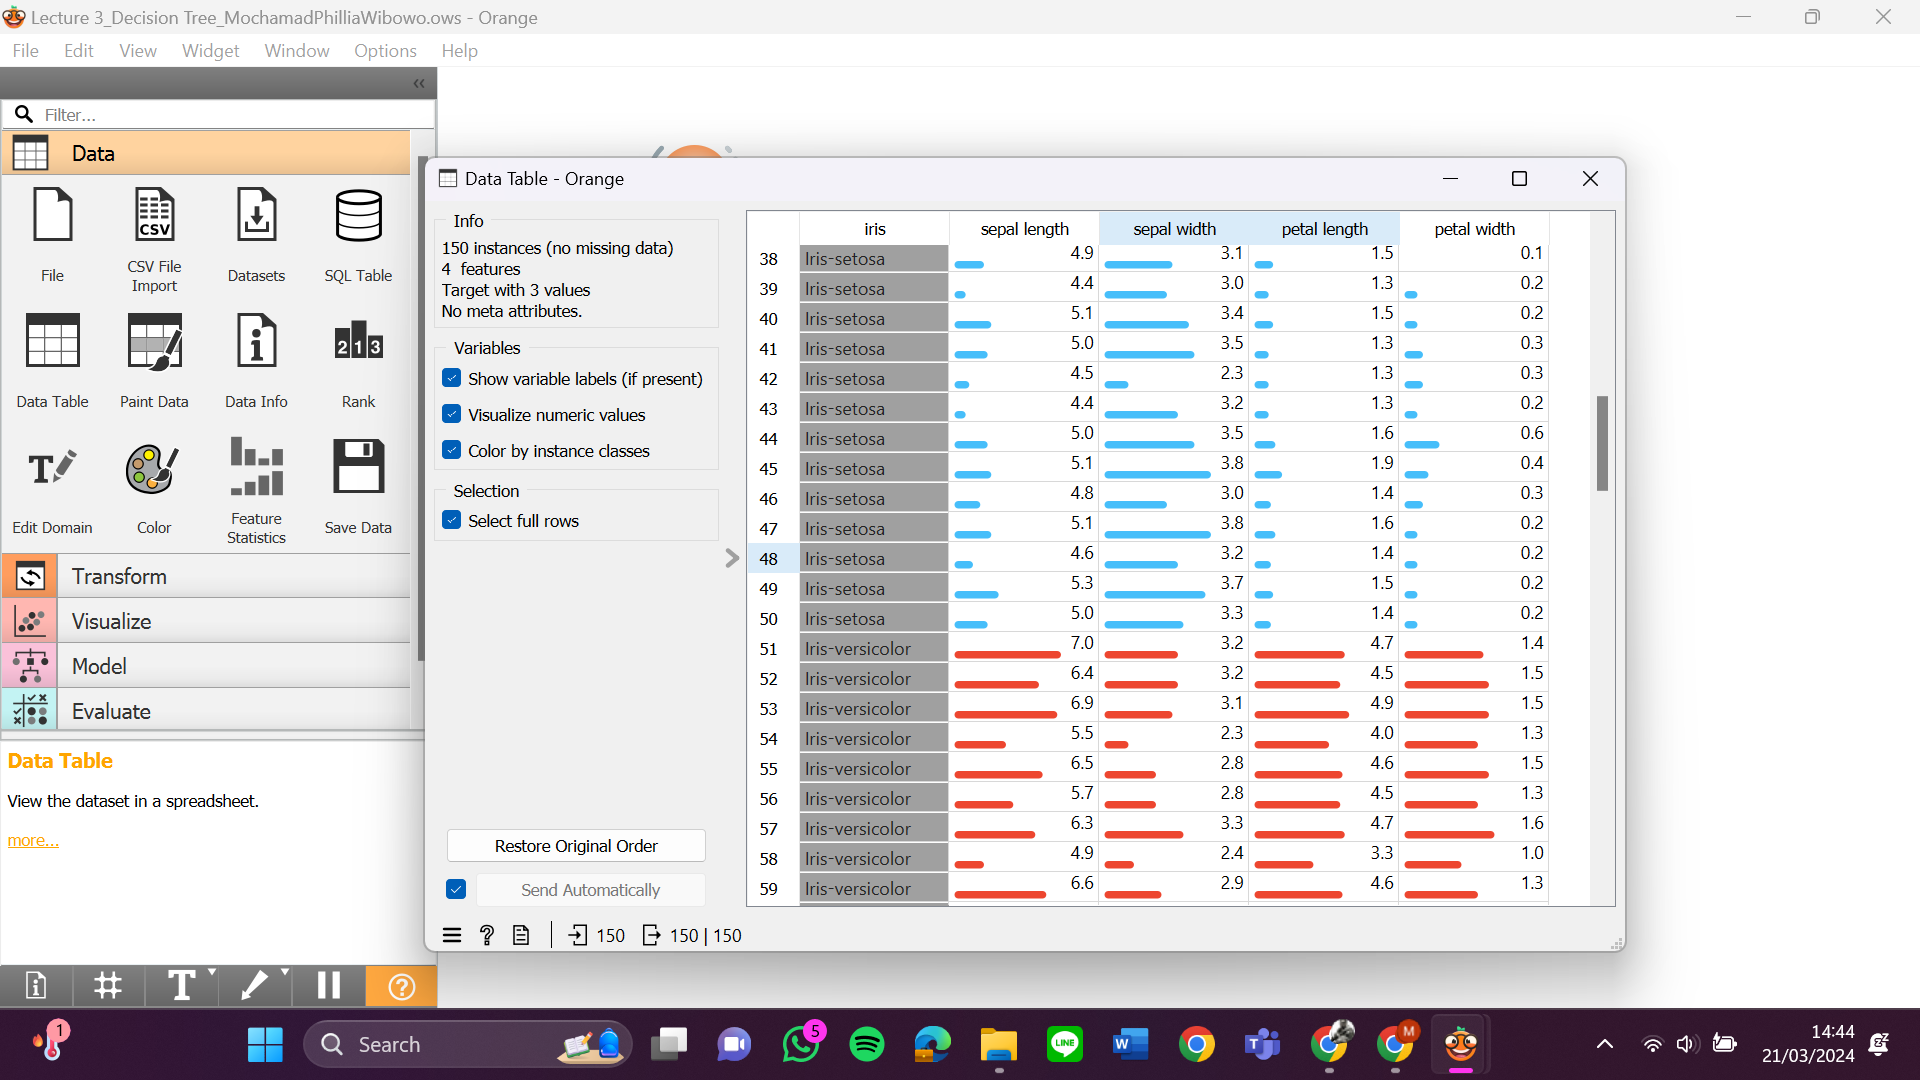 Lecture 3_Decision Tree_MochamadPhilliaWibowo.ows - Orange
File Edit View Widget Window Options Help
Filter...
Data
File
CSV File Import
Datasets
SQL Table
Data Table
Paint Data
Data Info
Rank
Edit Domain
Color
Feature Statistics
Save Data
Transform
Visualize
Model
Evaluate
Data Table
View the dataset in a spreadsheet.
more...
Data Table - Orange
Info
150 instances (no missing data)
4 features
Target with 3 values
No meta attributes.
Variables
Show variable labels (if present)
Visualize numeric values
Color by instance classes
Selection
Select full rows
Restore Original Order
Send Automatically
150 150 | 150
iris sepal length sepal width petal length petal width
38 Iris-setosa 4.9 3.1 1.5 0.1
39 Iris-setosa 4.4 3.0 1.3 0.2
40 Iris-setosa 5.1 3.4 1.5 0.2
41 Iris-setosa 5.0 3.5 1.3 0.3
42 Iris-setosa 4.5 2.3 1.3 0.3
43 Iris-setosa 4.4 3.2 1.3 0.2
44 Iris-setosa 5.0 3.5 1.6 0.6
45 Iris-setosa 5.1 3.8 1.9 0.4
46 Iris-setosa 4.8 3.0 1.4 0.3
47 Iris-setosa 5.1 3.8 1.6 0.2
48 Iris-setosa 4.6 3.2 1.4 0.2
49 Iris-setosa 5.3 3.7 1.5 0.2
50 Iris-setosa 5.0 3.3 1.4 0.2
51 Iris-versicolor 7.0 3.2 4.7 1.4
52 Iris-versicolor 6.4 3.2 4.5 1.5
53 Iris-versicolor 6.9 3.1 4.9 1.5
54 Iris-versicolor 5.5 2.3 4.0 1.3
55 Iris-versicolor 6.5 2.8 4.6 1.5
56 Iris-versicolor 5.7 2.8 4.5 1.3
57 Iris-versicolor 6.3 3.3 4.7 1.6
58 Iris-versicolor 4.9 2.4 3.3 1.0
59 Iris-versicolor 6.6 2.9 4.6 1.3
1
Search
5
LINE
W
T
M
14:44
21/03/2024